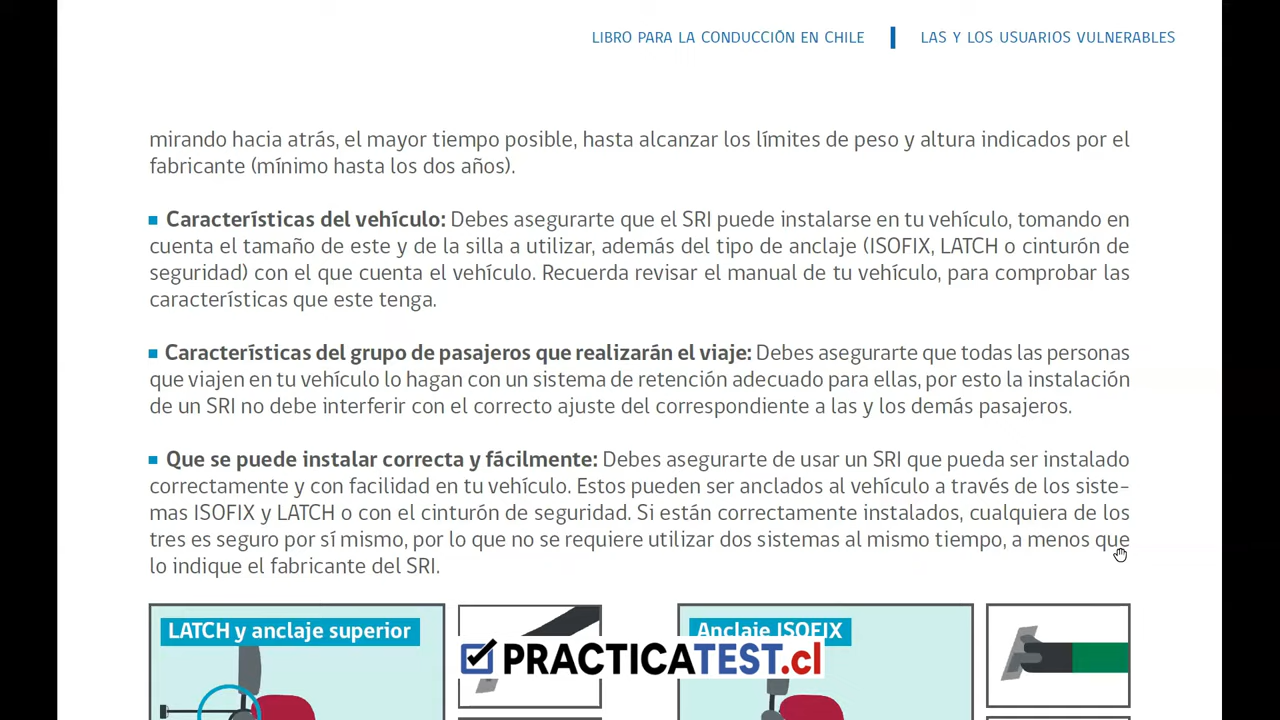 LIBRO PARA LA CONDUCCIÓN EN CHILE LAS Y LOS USUARIOS VULNERABLES
mirando hacia atrás, el mayor tiempo posible, hasta alcanzar los límites de peso y altura indicados por el
fabricante (mínimo hasta los dos años).
Características del vehículo: Debes asegurarte que el SRI puede instalarse en tu vehículo, tomando en
cuenta el tamaño de este y de la silla a utilizar, además del tipo de anclaje (ISOFIX, LATCH o cinturón de
seguridad) con el que cuenta el vehículo. Recuerda revisar el manual de tu vehículo, para comprobar las
características que este tenga.
Características del grupo de pasajeros que realizarán el viaje: Debes asegurarte que todas las personas
que viajen en tu vehículo lo hagan con un sistema de retención adecuado para ellas, por esto la instalación
de un SRI no debe interferir con el correcto ajuste del correspondiente a las y los demás pasajeros.
Que se puede instalar correcta y fácilmente: Debes asegurarte de usar un SRI que pueda ser instalado
correctamente y con facilidad en tu vehículo. Estos pueden ser anclados al vehículo a través de los siste-
mas ISOFIX y LATCH o con el cinturón de seguridad. Si están correctamente instalados, cualquiera de los
tres es seguro por sí mismo, por lo que no se requiere utilizar dos sistemas al mismo tiempo, a menos que
lo indique el fabricante del SRI.
LATCH y anclaje superior
Anclaje ISOFIX
PRACTICATEST.cl